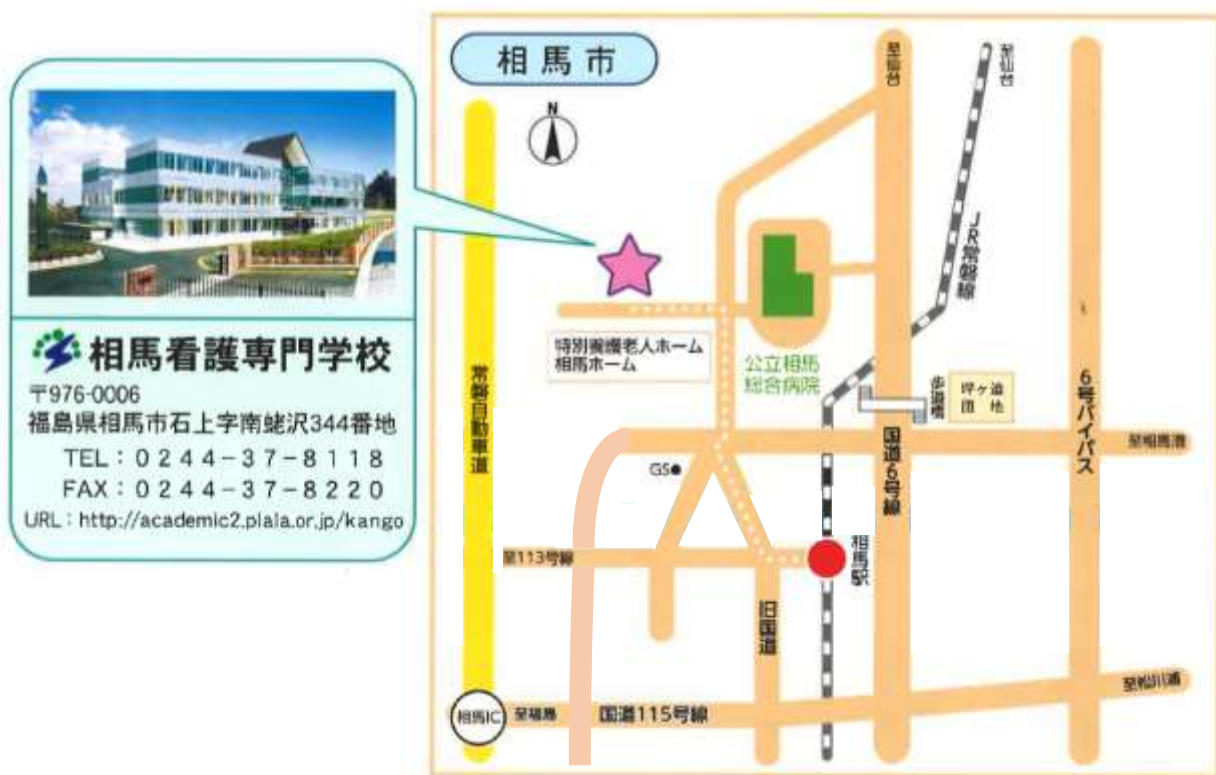 相馬市
N
至仙台
至仙台
JR常磐線
相馬看護専門学校
〒976-0006
福島県相馬市石上字南蛯沢344番地
TEL：0244-37-8118
FAX：0244-37-8220
URL：http://academic2.plala.or.jp/kango
常磐自動車道
特別養護老人ホーム
相馬ホーム
公立相馬
総合病院
歩道橋
坪ヶ迫
団地
6号バイパス
国道6号線
至相馬港
GS
至113号線
相馬駅
旧国道
相馬IC
至福島
国道115号線
至松川浦